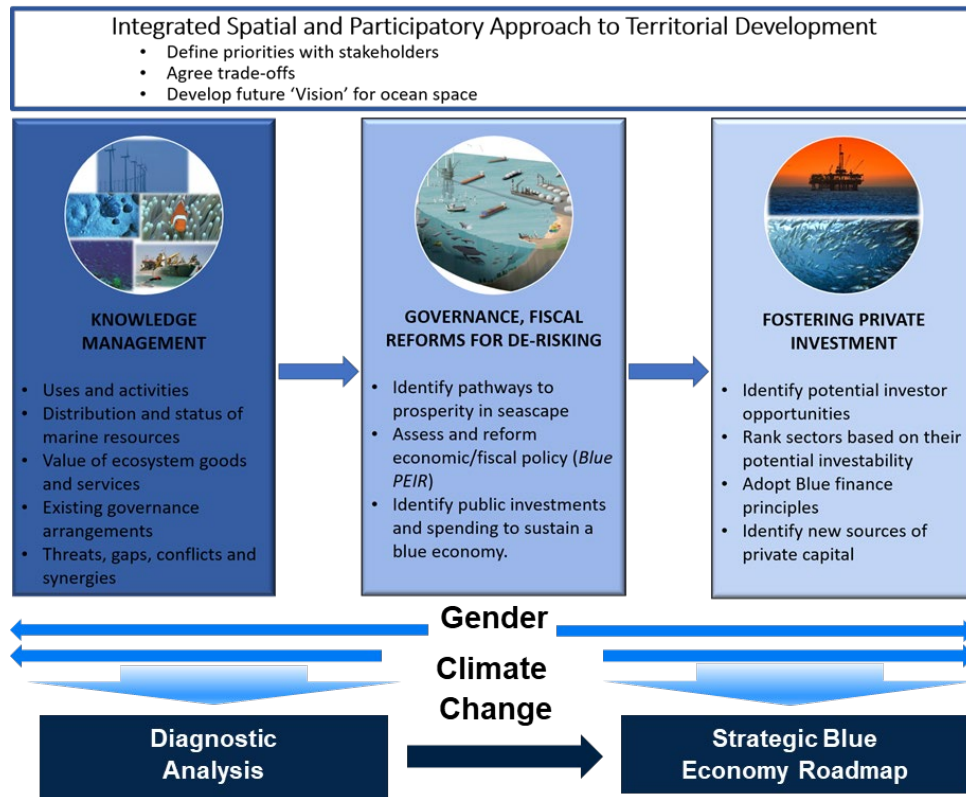 Integrated Spatial and Participatory Approach to Territorial Development
• Define priorities with stakeholders
• Agree trade-offs
• Develop future ‘Vision’ for ocean space
KNOWLEDGE
MANAGEMENT
• Uses and activities
• Distribution and status of
marine resources
• Value of ecosystem goods
and services
• Existing governance
arrangements
• Threats, gaps, conflicts and
synergies
GOVERNANCE, FISCAL
REFORMS FOR DE-RISKING
• Identify pathways to
prosperity in seascape
• Assess and reform
economic/fiscal policy (Blue
PEIR)
• Identify public investments
and spending to sustain a
blue economy.
FOSTERING PRIVATE
INVESTMENT
• Identify potential investor
opportunities
• Rank sectors based on their
potential investability
• Adopt Blue finance
principles
• Identify new sources of
private capital
Gender
Climate
Change
Diagnostic
Analysis
Strategic Blue
Economy Roadmap